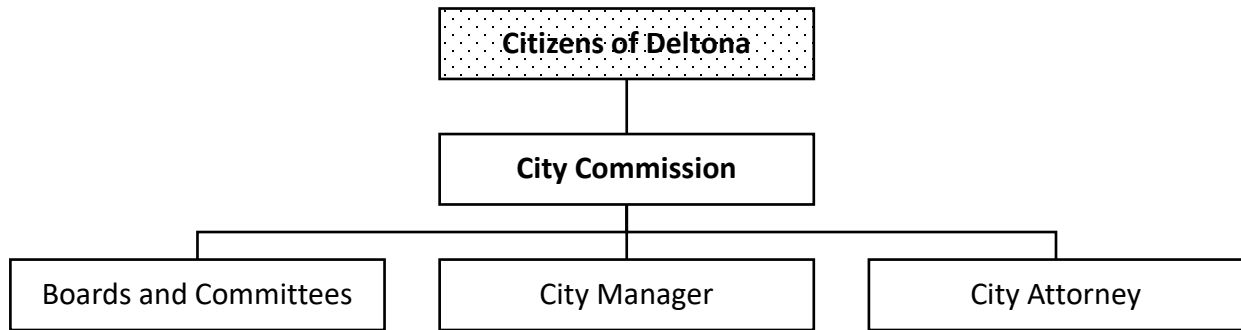 Citizens of Deltona
City Commission
Boards and Committees
City Manager
City Attorney